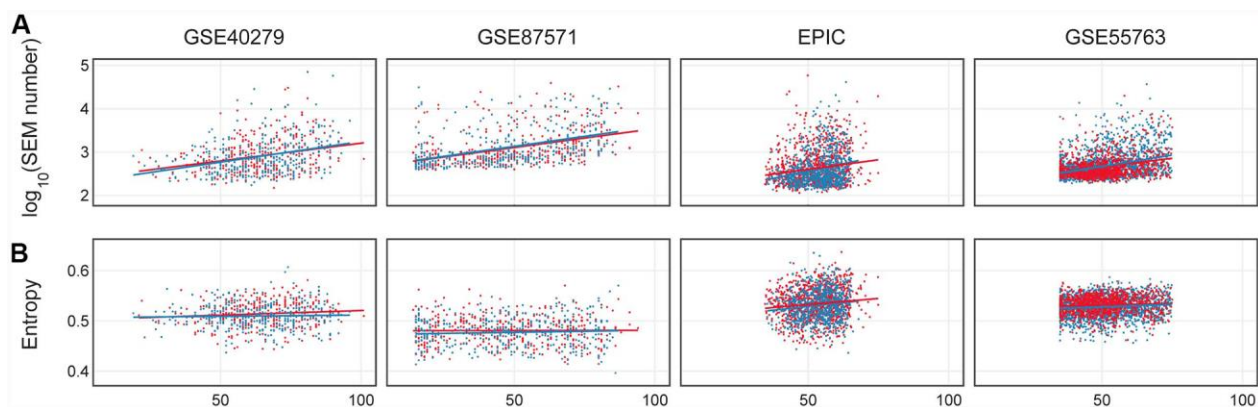 A
GSE40279 GSE87571 EPIC GSE55763
log10(SEM number)
5
4
3
2
B
Entropy
0.6
0.5
0.4
50 100 50 100 50 100 50 100